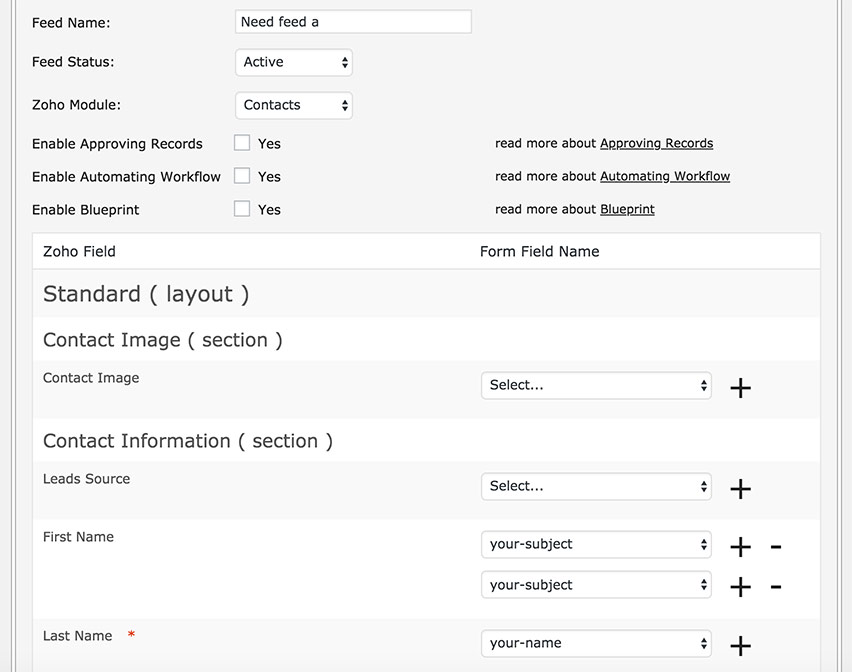 Feed Name: Need feed a
Feed Status: Active
Zoho Module: Contacts
Enable Approving Records Yes read more about Approving Records
Enable Automating Workflow Yes read more about Automating Workflow
Enable Blueprint Yes read more about Blueprint
Zoho Field Form Field Name
Standard ( layout )
Contact Image ( section )
Contact Image Select... +
Contact Information ( section )
Leads Source Select... +
First Name your-subject + -
your-subject + -
Last Name * your-name +